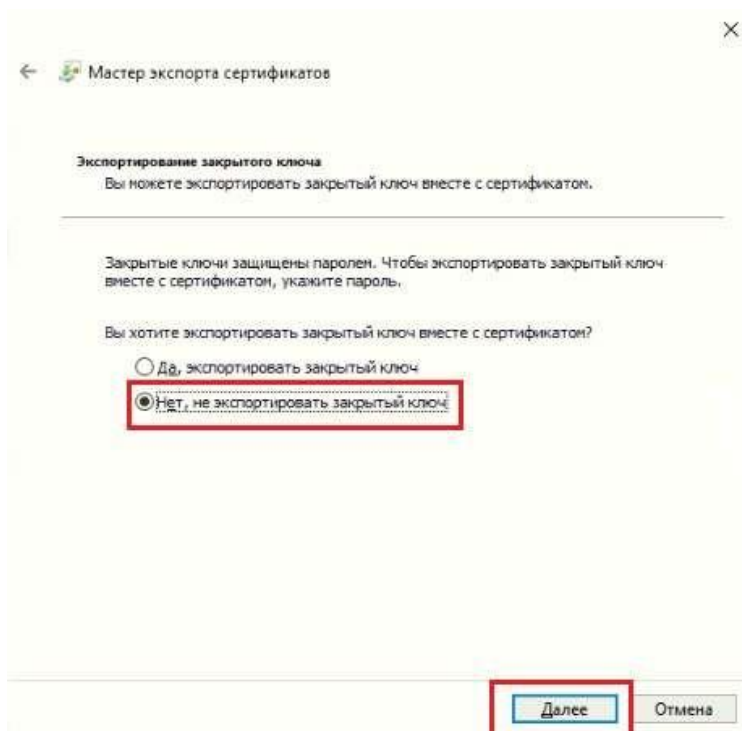 Мастер экспорта сертификатов
Экспортирование закрытого ключа
Вы можете экспортировать закрытый ключ вместе с сертификатом.
Закрытые ключи защищены паролем. Чтобы экспортировать закрытый ключ
вместе с сертификатом, укажите пароль.
Вы хотите экспортировать закрытый ключ вместе с сертификатом?
Да, экспортировать закрытый ключ
Нет, не экспортировать закрытый ключ
Далее
Отмена